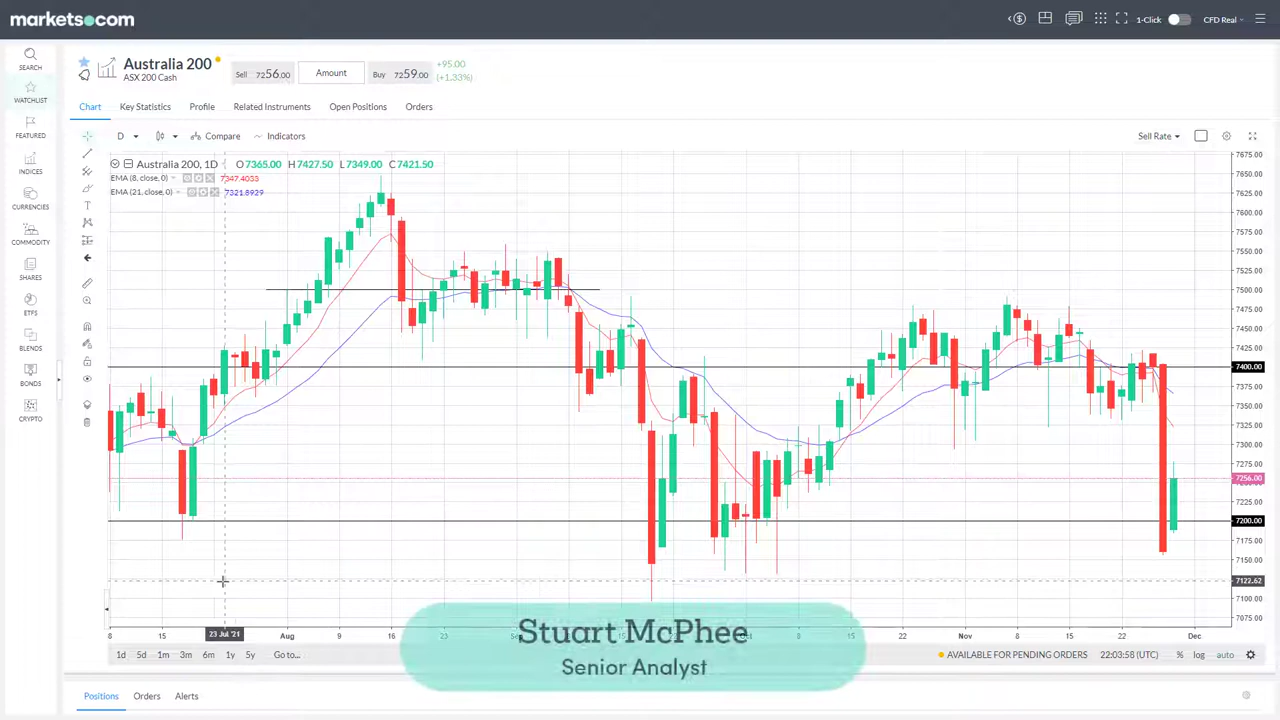 markets.com
1-Click
CFD Real
SEARCH
WATCHLIST
FEATURED
INDICES
CURRENCIES
COMMODITY
SHARES
ETFS
BLENDS
BONDS
CRYPTO
Australia 200
ASX 200 Cash
Sell 7256.00
Amount
Buy 7259.00
+95.00
(+1.33%)
Chart Key Statistics Profile Related Instruments Open Positions Orders
D Compare Indicators Sell Rate
Australia 200, 1D O 7365.00 H 7427.50 L 7349.00 C 7421.50
EMA (8, close, 0) 7347.4033
EMA (21, close, 0) 7321.8929
7675.00
7650.00
7625.00
7600.00
7575.00
7550.00
7525.00
7500.00
7475.00
7450.00
7425.00
7400.00
7375.00
7350.00
7325.00
7300.00
7275.00
7256.00
7200.00
7175.00
7150.00
7122.62
7100.00
7075.00
8 15 23 Jul '21 Aug 9 16 23 8 15 22 Nov 8 15 22 Dec
Stuart McPhee
Senior Analyst
1d 5d 1m 3m 6m 1y 5y Go to...
AVAILABLE FOR PENDING ORDERS 22:03:58 (UTC) % log auto
Positions Orders Alerts